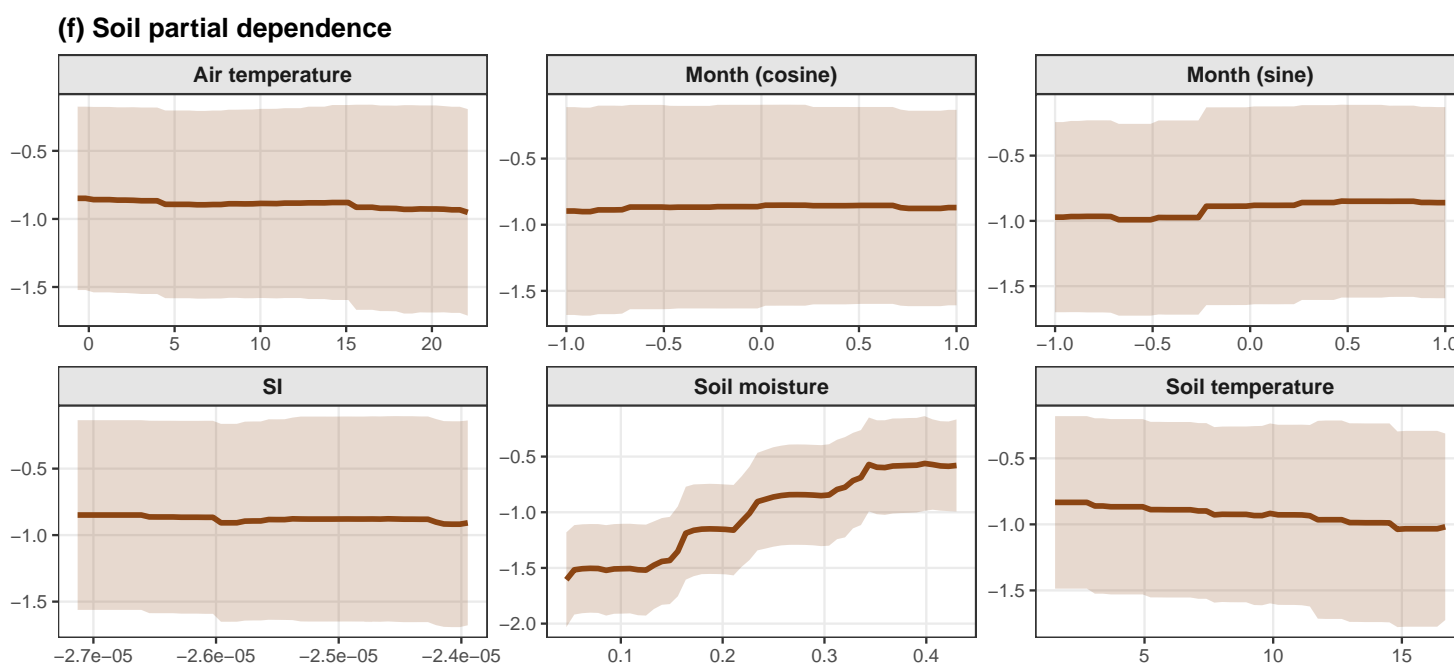 (f) Soil partial dependence
Air temperature Month (cosine) Month (sine)
−0.5 −0.5 −0.5
−1.0 −1.0 −1.0
−1.5 −1.5 −1.5
0 5 10 15 20 −1.0 −0.5 0.0 0.5 1.0 −1.0 −0.5 0.0 0.5 1.0
SI Soil moisture Soil temperature
−0.5 −0.5 −0.5
−1.0 −1.0 −1.0
−1.5 −1.5 −1.5
−2.0
−2.7e−05 −2.6e−05 −2.5e−05 −2.4e−05 0.1 0.2 0.3 0.4 5 10 15